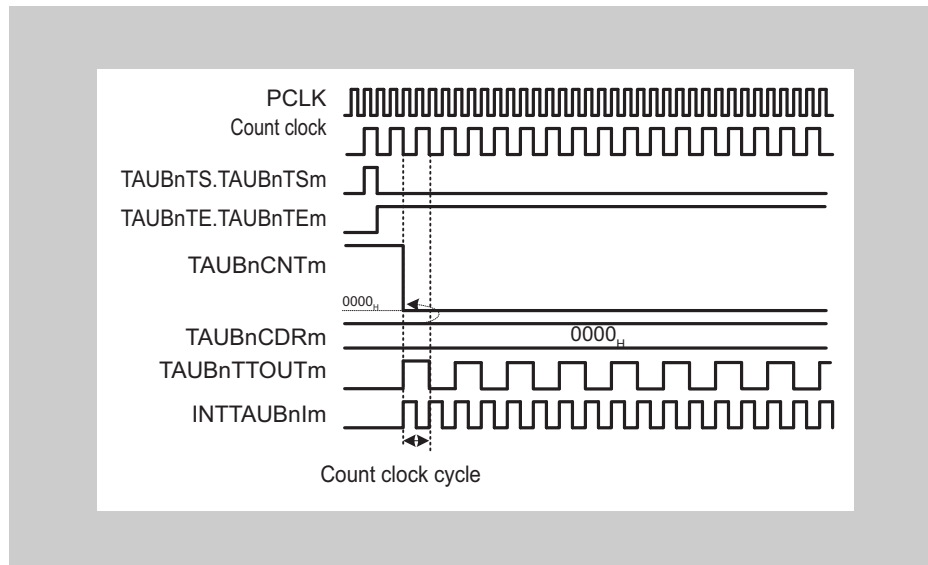 PCLK
Count clock
TAUBnTS.TAUBnTSm
TAUBnTE.TAUBnTEm
TAUBnCNTm
0000H
TAUBnCDRm
0000H
TAUBnTTOUTm
INTTAUBnIm
Count clock cycle